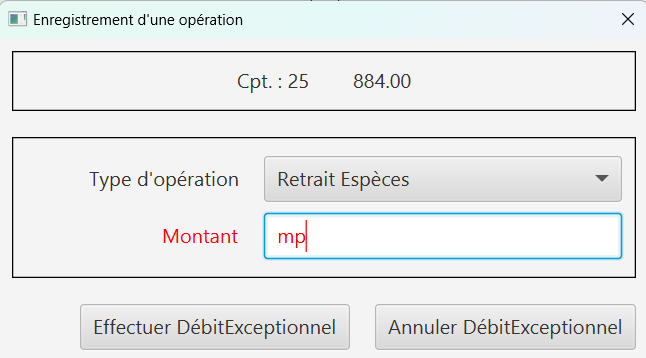 Enregistrement d'une opération
Cpt. : 25 884.00
Type d'opération Retrait Espèces
Montant mp
Effectuer DébitExceptionnel Annuler DébitExceptionnel